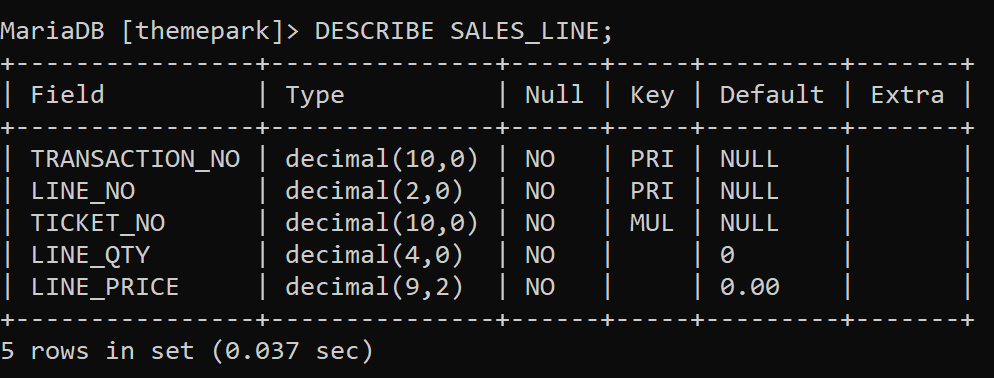 MariaDB [themepark]> DESCRIBE SALES_LINE;
+----------------+---------------+------+-----+---------+-------+
| Field          | Type          | Null | Key | Default | Extra |
+----------------+---------------+------+-----+---------+-------+
| TRANSACTION_NO | decimal(10,0) | NO   | PRI | NULL    |       |
| LINE_NO        | decimal(2,0)  | NO   | PRI | NULL    |       |
| TICKET_NO      | decimal(10,0) | NO   | MUL | NULL    |       |
| LINE_QTY       | decimal(4,0)  | NO   |     | 0       |       |
| LINE_PRICE     | decimal(9,2)  | NO   |     | 0.00    |       |
+----------------+---------------+------+-----+---------+-------+
5 rows in set (0.037 sec)